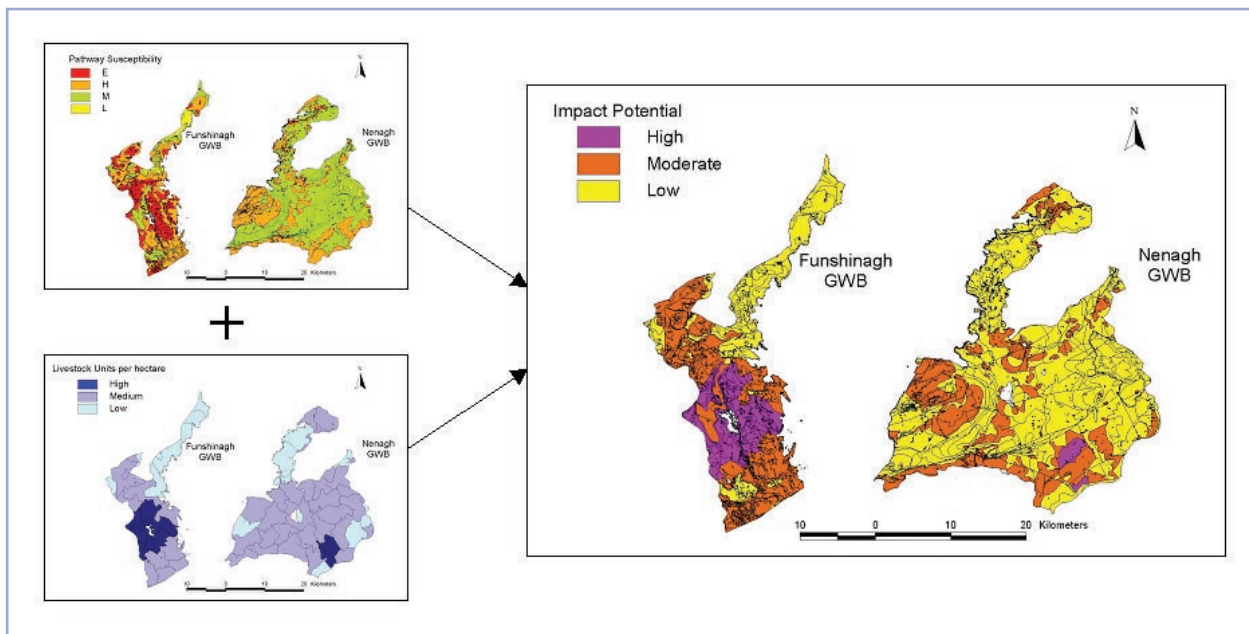 Pathway Susceptibility
E
H
M
L
N
Funshinagh
GWB
Nenagh
GWB
10 0 10 20 Kilometers
+
Livestock Units per hectare
High
Medium
Low
N
Funshinagh
GWB
Nenagh
GWB
10 0 10 20 Kilometers
Impact Potential
High
Moderate
Low
N
Funshinagh
GWB
Nenagh
GWB
10 0 10 20 Kilometers